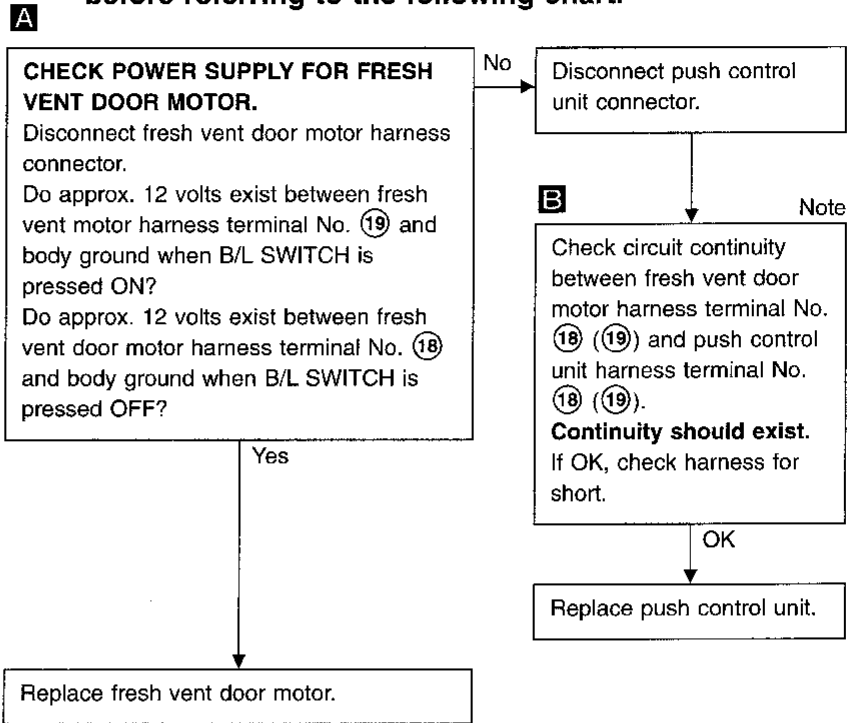 before referring to the following chart.
A
CHECK POWER SUPPLY FOR FRESH
VENT DOOR MOTOR.
Disconnect fresh vent door motor harness
connector.
Do approx. 12 volts exist between fresh
vent motor harness terminal No. ⑲ and
body ground when B/L SWITCH is
pressed ON?
Do approx. 12 volts exist between fresh
vent door motor harness terminal No. ⑱
and body ground when B/L SWITCH is
pressed OFF?
No
Disconnect push control
unit connector.
B
Note
Check circuit continuity
between fresh vent door
motor harness terminal No.
⑱ (⑲) and push control
unit harness terminal No.
⑱ (⑲).
Continuity should exist.
If OK, check harness for
short.
OK
Replace push control unit.
Yes
Replace fresh vent door motor.